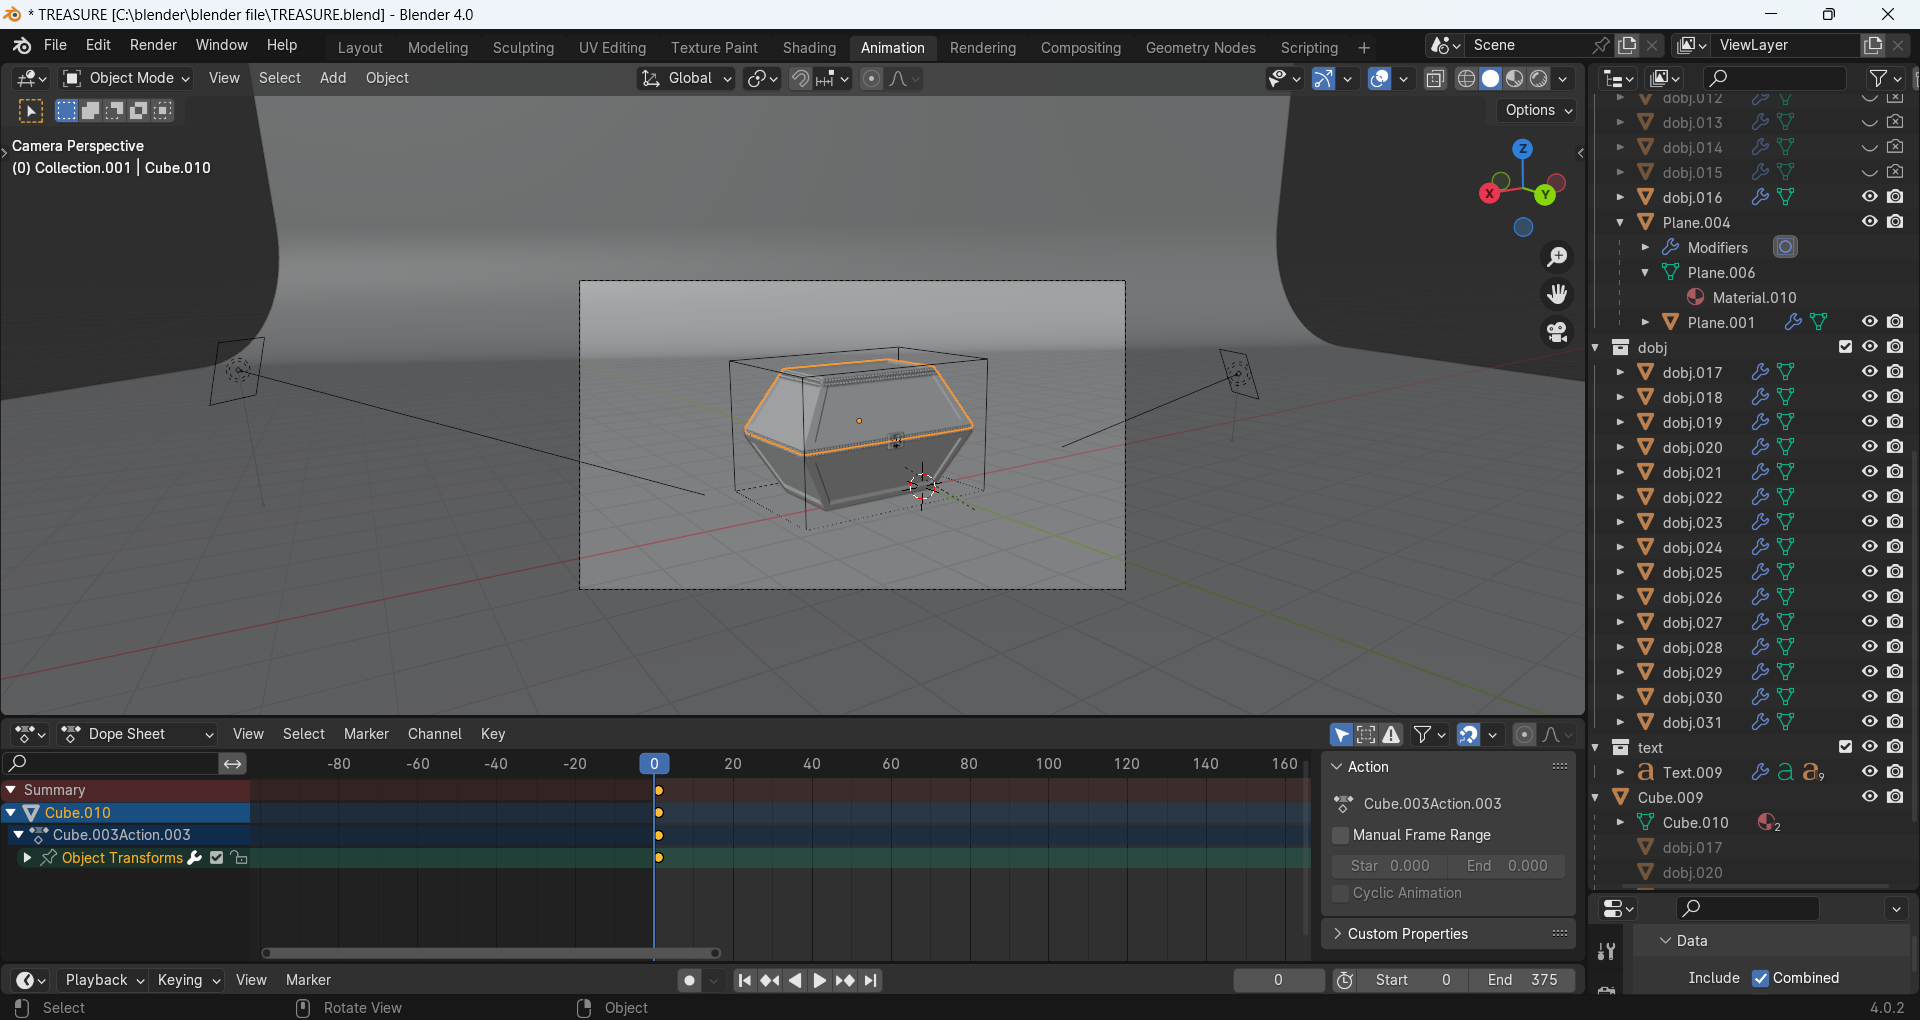 * TREASURE [C:\blender\blender file\TREASURE.blend] - Blender 4.0
File Edit Render Window Help Layout Modeling Sculpting UV Editing Texture Paint Shading Animation Rendering Compositing Geometry Nodes Scripting + Scene ViewLayer
Object Mode View Select Add Object Global
Options
Camera Perspective
(0) Collection.001 | Cube.010
Z
X
Y
dobj.012
dobj.013
dobj.014
dobj.015
dobj.016
Plane.004
Modifiers
Plane.006
Material.010
Plane.001
dobj
dobj.017
dobj.018
dobj.019
dobj.020
dobj.021
dobj.022
dobj.023
dobj.024
dobj.025
dobj.026
dobj.027
dobj.028
dobj.029
dobj.030
dobj.031
text
Text.009 9
Cube.009
Cube.010 2
dobj.017
dobj.020
Dope Sheet View Select Marker Channel Key
-80 -60 -40 -20 0 20 40 60 80 100 120 140 160
Summary
Cube.010
Cube.003Action.003
Object Transforms
Action
Cube.003Action.003
Manual Frame Range
Star 0.000 End 0.000
Cyclic Animation
Custom Properties
Data
Include Combined
Playback Keying View Marker 0 Start 0 End 375
Select Rotate View Object 4.0.2